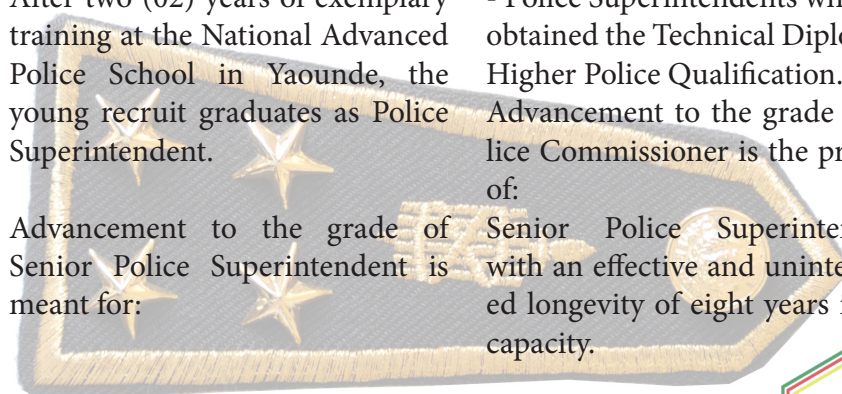 After two (02) years of exemplary
training at the National Advanced
Police School in Yaounde, the
young recruit graduates as Police
Superintendent.
Advancement to the grade of
Senior Police Superintendent is
meant for:
- Police Superintendents
obtained the Technical
Higher Police Qualification.
Advancement to the grade
lice Commissioner is the
of:
Senior Police
with an effective and
ed longevity of eight years
capacity.